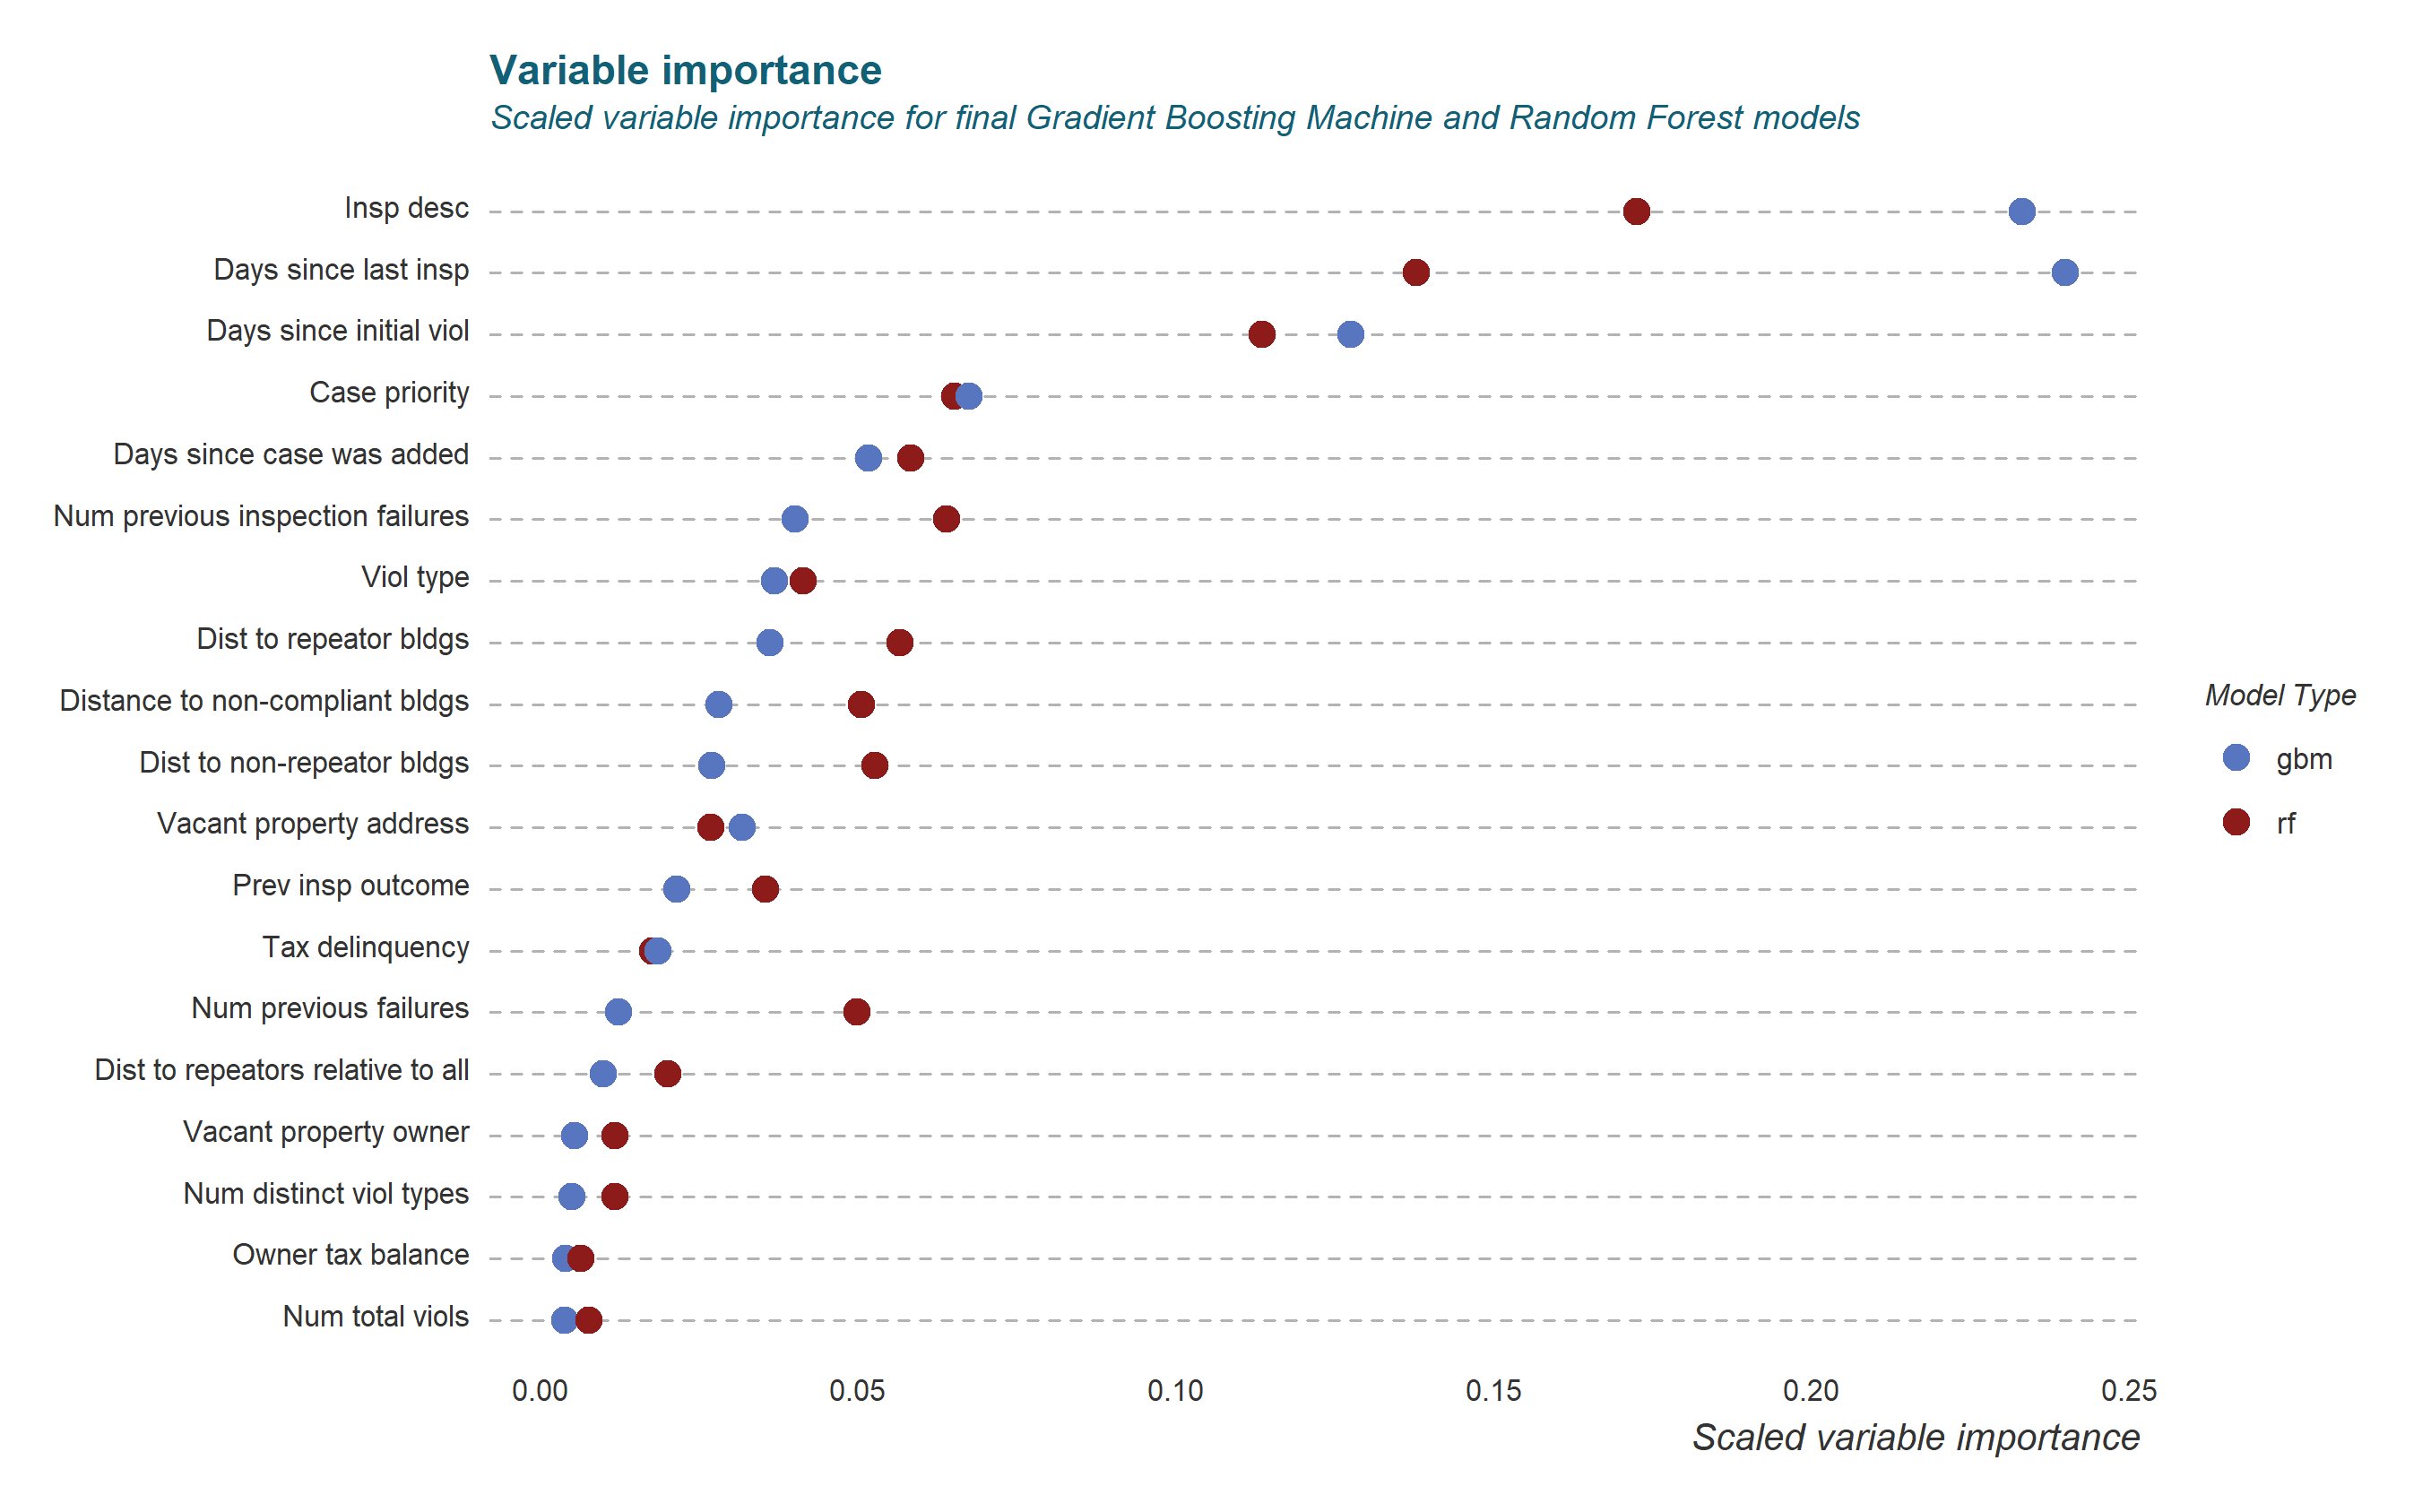 Variable importance
Scaled variable importance for final Gradient Boosting Machine and Random Forest models
Insp desc
Days since last insp
Days since initial viol
Case priority
Days since case was added
Num previous inspection failures
Viol type
Dist to repeator bldgs
Distance to non-compliant bldgs
Dist to non-repeator bldgs
Vacant property address
Prev insp outcome
Tax delinquency
Num previous failures
Dist to repeators relative to all
Vacant property owner
Num distinct viol types
Owner tax balance
Num total viols
0.00 0.05 0.10 0.15 0.20 0.25
Scaled variable importance
Model Type
gbm
rf